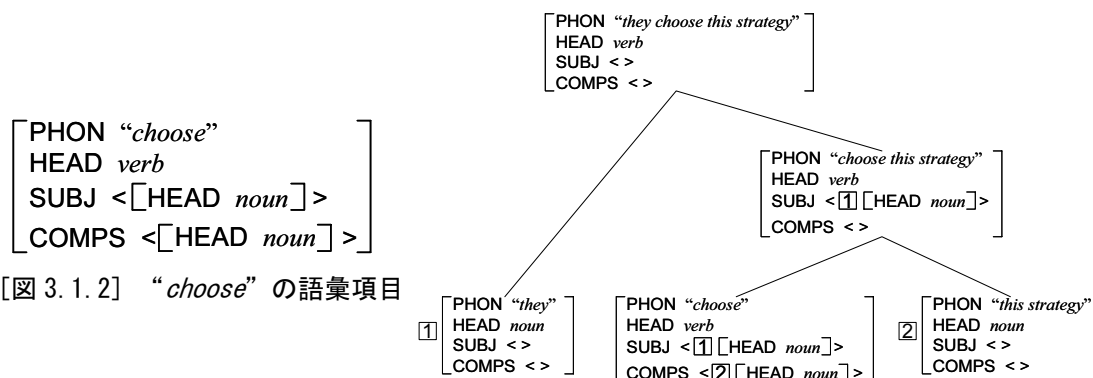 PHON “they choose this strategy”
HEAD verb
SUBJ < >
COMPS < >
PHON “choose”
HEAD verb
SUBJ <[HEAD noun]>
COMPS <[HEAD noun] >
[図 3.1.2] “choose”の語彙項目
PHON “choose this strategy”
HEAD verb
SUBJ <1 [HEAD noun]>
COMPS < >
1
PHON “they”
HEAD noun
SUBJ < >
COMPS < >
PHON “choose”
HEAD verb
SUBJ <1 [HEAD noun]>
COMPS <2 [HEAD noun]>
2
PHON “this strategy”
HEAD noun
SUBJ < >
COMPS < >